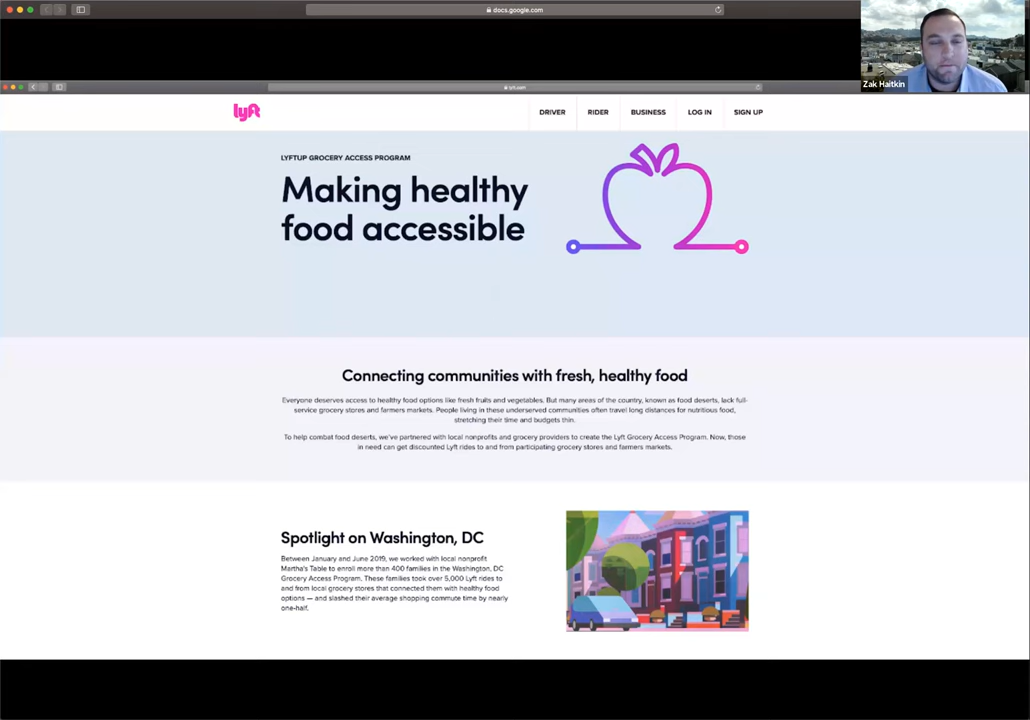 docs.google.com
Zak Haitkin
lyft.com
lyft
DRIVER
RIDER
BUSINESS
LOG IN
SIGN UP
LYFTUP GROCERY ACCESS PROGRAM
Making healthy
food accessible
Connecting communities with fresh, healthy food
Everyone deserves access to healthy food options like fresh fruits and vegetables. But many areas of the country, known as food deserts, lack full-
service grocery stores and farmers markets. People living in these underserved communities often travel long distances for nutritious food,
stretching their time and budgets thin.
To help combat food deserts, we've partnered with local nonprofits and grocery providers to create the Lyft Grocery Access Program. Now, those
in need can get discounted Lyft rides to and from participating grocery stores and farmers markets.
Spotlight on Washington, DC
Between January and June 2019, we worked with local nonprofit
Martha's Table to enroll more than 400 families in the Washington, DC
Grocery Access Program. These families took over 5,000 Lyft rides to
and from local grocery stores that connected them with healthy food
options — and slashed their average shopping commute time by nearly
one-half.